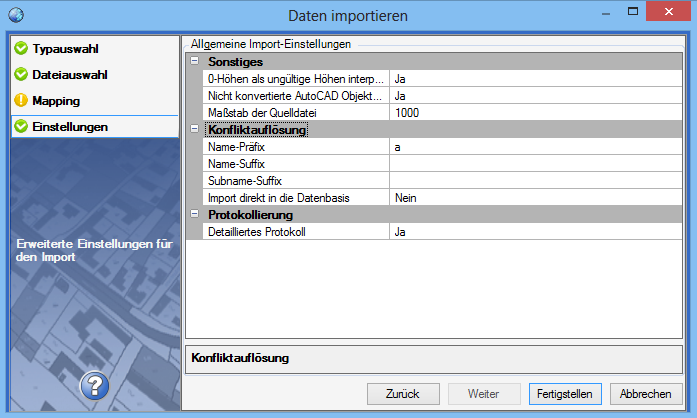 Daten importieren
Typauswahl
Dateiauswahl
Mapping
Einstellungen
Erweiterte Einstellungen für
den Import
?
Allgemeine Import-Einstellungen
Sonstiges
0-Höhen als ungültige Höhen interp... Ja
Nicht konvertierte AutoCAD Objekt... Ja
Maßstab der Quelldatei 1000
Konfliktauflösung
Name-Präfix a
Name-Suffix
Subname-Suffix
Import direkt in die Datenbasis Nein
Protokollierung
Detailliertes Protokoll Ja
Konfliktauflösung
Zurück Weiter Fertigstellen Abbrechen